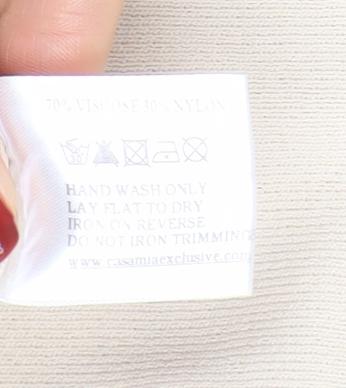 70% VISCOSE 30% NYLON
HAND WASH ONLY
LAY FLAT TO DRY
IRON ON REVERSE
DO NOT IRON TRIMMING
www.casamiaexclusive.com